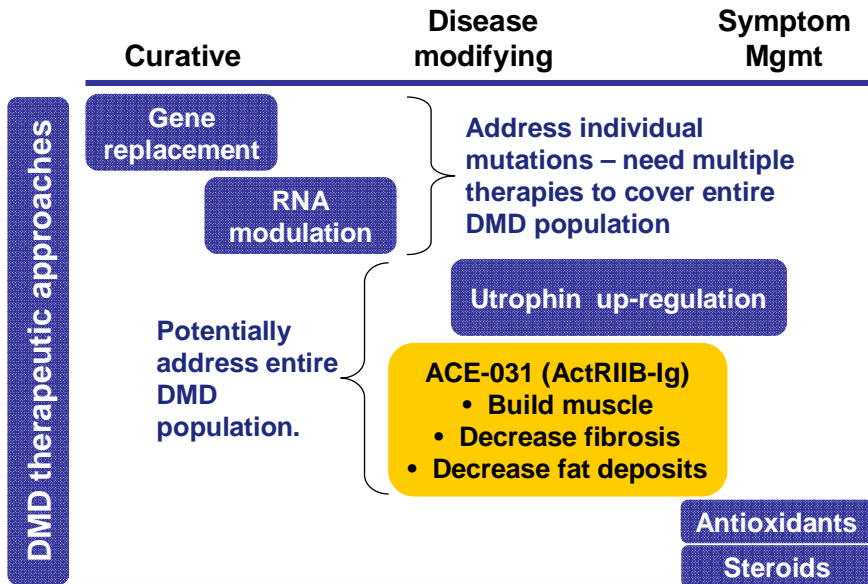 Curative
Disease
modifying
Symptom
Mgmt
DMD therapeutic approaches
Gene
replacement
RNA
modulation
Address individual
mutations – need multiple
therapies to cover entire
DMD population
Potentially
address entire
DMD
population.
Utrophin up-regulation
ACE-031 (ActRIIB-Ig)
• Build muscle
• Decrease fibrosis
• Decrease fat deposits
Antioxidants
Steroids